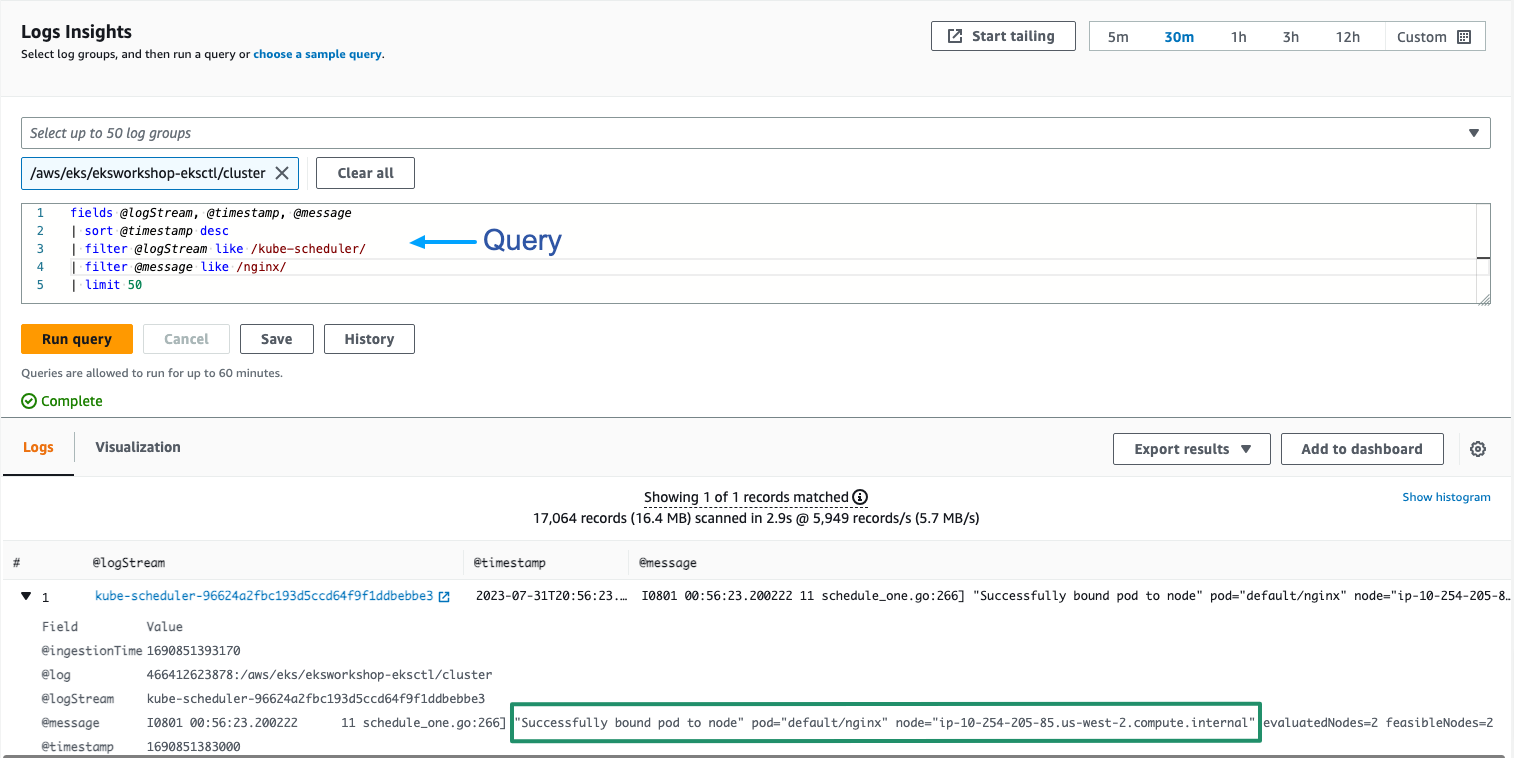 Logs Insights
Select log groups, and then run a query or choose a sample query.
Start tailing
5m 30m 1h 3h 12h Custom
Select up to 50 log groups
/aws/eks/eksworkshop-eksctl/cluster
Clear all
1 fields @logStream, @timestamp, @message
2 | sort @timestamp desc
3 | filter @logStream like /kube-scheduler/
4 | filter @message like /nginx/
5 | limit 50
Query
Run query Cancel Save History
Queries are allowed to run for up to 60 minutes.
Complete
Logs Visualization
Export results Add to dashboard
Showing 1 of 1 records matched
Show histogram
17,064 records (16.4 MB) scanned in 2.9s @ 5,949 records/s (5.7 MB/s)
# @logStream @timestamp @message
1 kube-scheduler-96624a2fbc193d5ccd64f9f1ddbebbe3 2023-07-31T20:56:23.… I0801 00:56:23.200222 11 schedule_one.go:266] "Successfully bound pod to node" pod="default/nginx" node="ip-10-254-205-8…
Field Value
@ingestionTime 1690851393170
@log 466412623878:/aws/eks/eksworkshop-eksctl/cluster
@logStream kube-scheduler-96624a2fbc193d5ccd64f9f1ddbebbe3
@message I0801 00:56:23.200222 11 schedule_one.go:266] "Successfully bound pod to node" pod="default/nginx" node="ip-10-254-205-85.us-west-2.compute.internal" evaluatedNodes=2 feasibleNodes=2
@timestamp 1690851383000